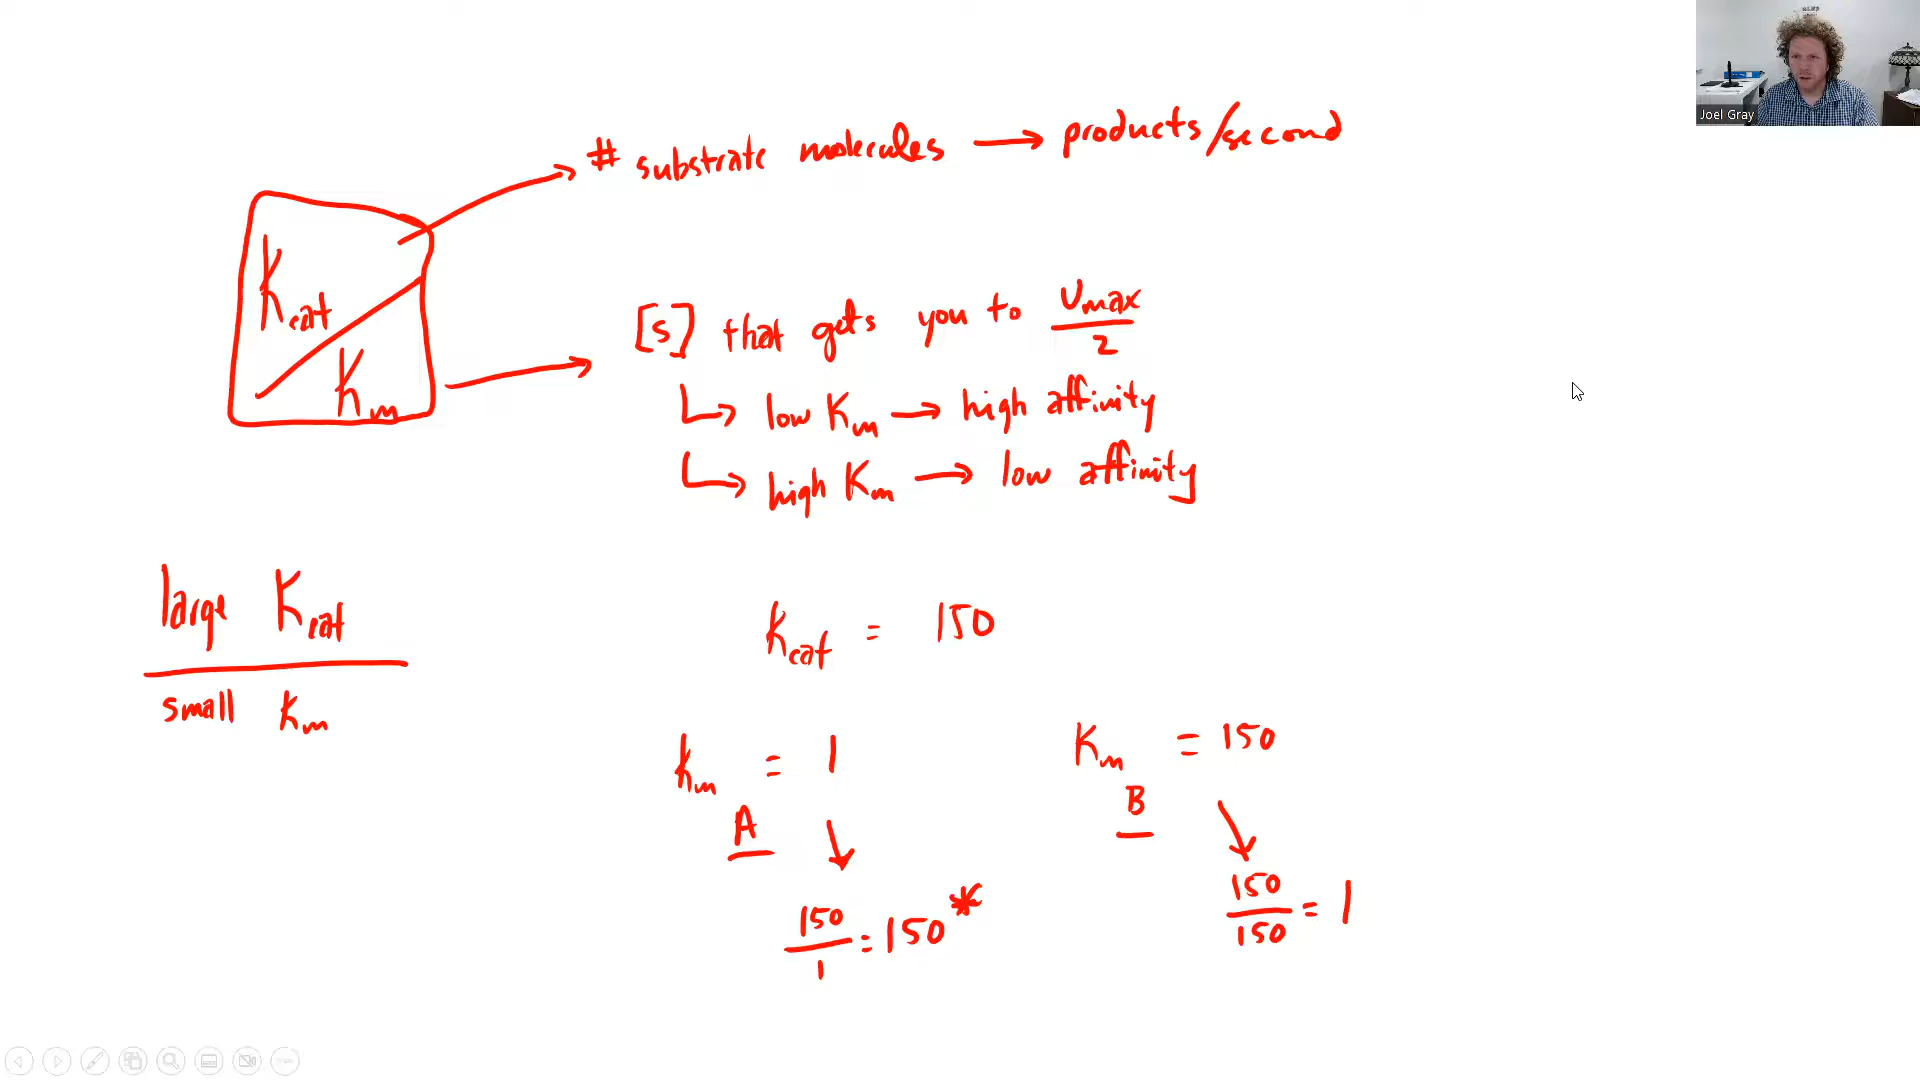 Joel Gray
# substrate molecules → products/second
Kcat / Km
[S] that gets you to Vmax/2
↳ low Km → high affinity
↳ high Km → low affinity
large Kcat
small Km
Kcat = 150
Km = 1
A
150/1 = 150*
Km = 150
B
150/150 = 1